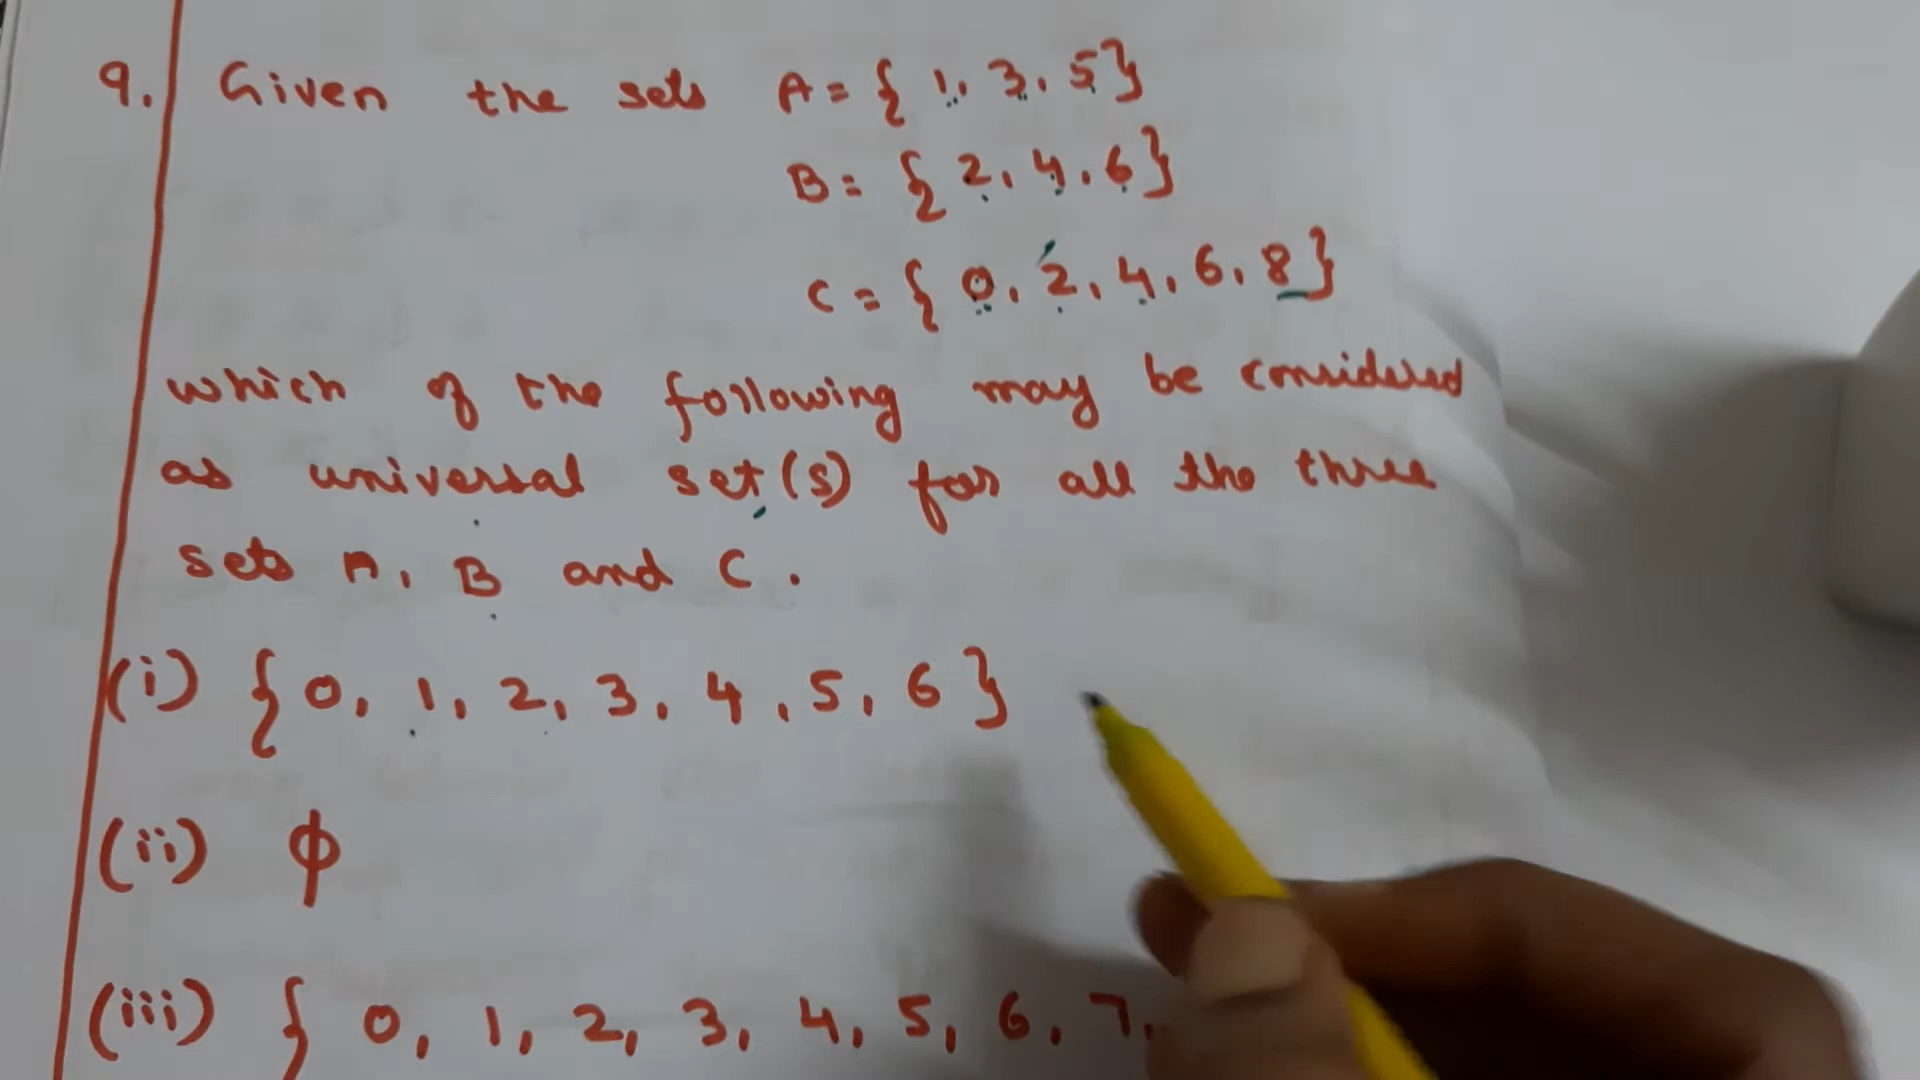 9. Given the sets A = { 1, 3, 5}
B = { 2, 4, 6}
C = { 0, 2, 4, 6, 8}
which of the following may be considered
as universal set(s) for all the three
sets A, B and C.
(i) { 0, 1, 2, 3, 4, 5, 6 }
(ii) ϕ
(iii) { 0, 1, 2, 3, 4, 5, 6, 7,